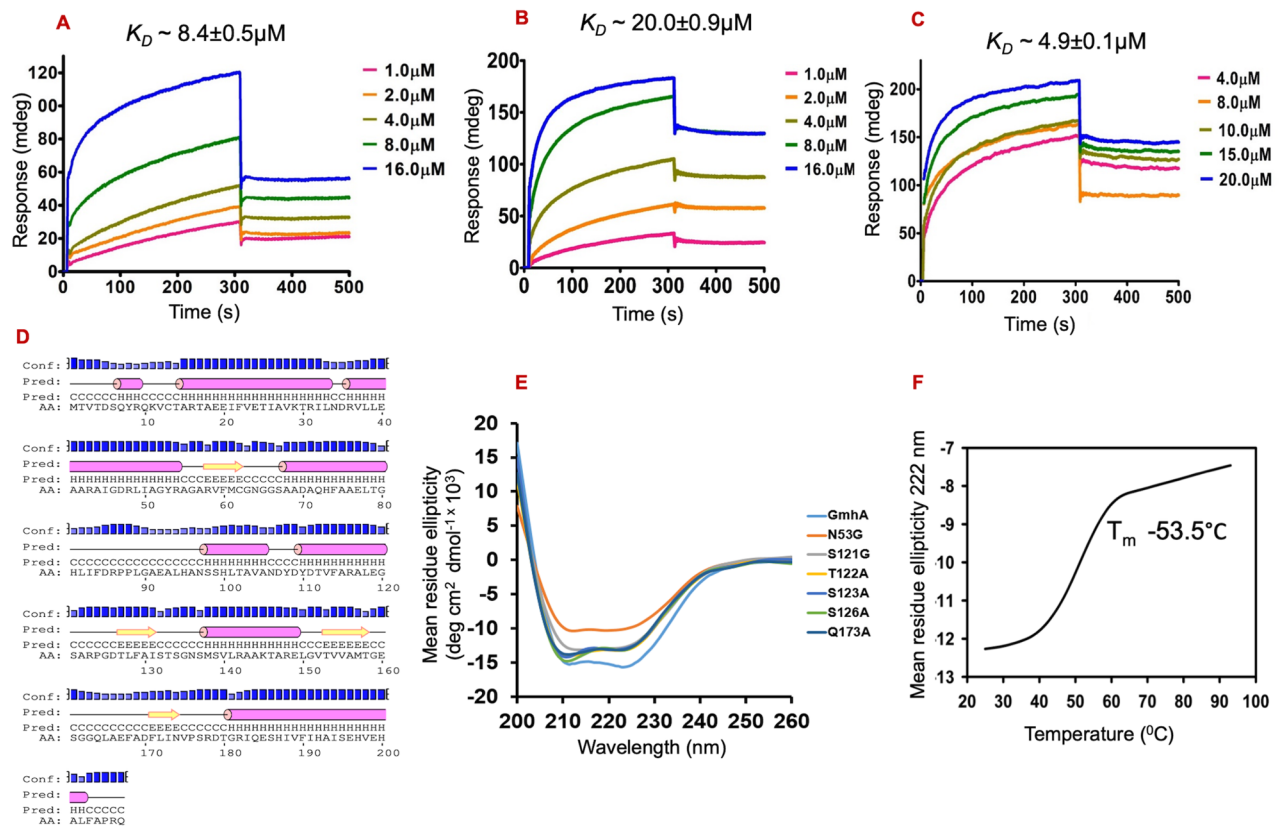 A
K_D ~ 8.4±0.5µM
Response (mdeg)
120
100
80
60
40
20
0
0 100 200 300 400 500
Time (s)
1.0µM
2.0µM
4.0µM
8.0µM
16.0µM
B
K_D ~ 20.0±0.9µM
Response (mdeg)
200
150
100
50
0
0 100 200 300 400 500
Time (s)
1.0µM
2.0µM
4.0µM
8.0µM
16.0µM
C
K_D ~ 4.9±0.1µM
Response (mdeg)
200
150
100
50
0
0 100 200 300 400 500
Time (s)
4.0µM
8.0µM
10.0µM
15.0µM
20.0µM
D
Conf:
Pred:
Pred: CCCCCCHHHCCCCCHHHHHHHHHHHHHHHHHHHCCHHHHH
AA: MTVTDSQYRQKVCTARTAEEIFVETIAVKTRILNDRVLLE
10 20 30 40
Conf:
Pred:
Pred: HHHHHHHHHHHHHHCCCEEEEECCCCCHHHHHHHHHHHHH
AA: AARAIGDRLIAGYRAGARVFMCGNGGSAADAQHFAAELTG
50 60 70 80
Conf:
Pred:
Pred: CCCCCCCCCCCCCCCCHHHHHHHHCCCCHHHHHHHHHHHH
AA: HLIFDRPPLGAEALHANSSHLTAVANDYDYDTVFARALEG
90 100 110 120
Conf:
Pred:
Pred: CCCCCCEEEEECCCCCHHHHHHHHHHHHHCCEEEEEEECC
AA: SARPGDTLFAISTSGNSMSVLRAAKTARELGVTVVAMTGE
130 140 150 160
Conf:
Pred:
Pred: CCCCCCCCCCEEEECCCCCCHHHHHHHHHHHHHHHHHHHH
AA: SGGQLAEFADFLINVPSRDTGRIQESHIVFIHAISEHVEH
170 180 190 200
Conf:
Pred:
Pred: HHCCCCC
AA: ALFAPRQ
E
Mean residue ellipticity
(deg cm² dmol⁻¹ × 10³)
20
15
10
5
0
-5
-10
-15
-20
200 210 220 230 240 250 260
Wavelength (nm)
GmhA
N53G
S121G
T122A
S123A
S126A
Q173A
F
Mean residue ellipticity 222 nm
-7
-8
-9
-10
-11
-12
-13
20 30 40 50 60 70 80 90 100
Temperature (⁰C)
Tm -53.5°C